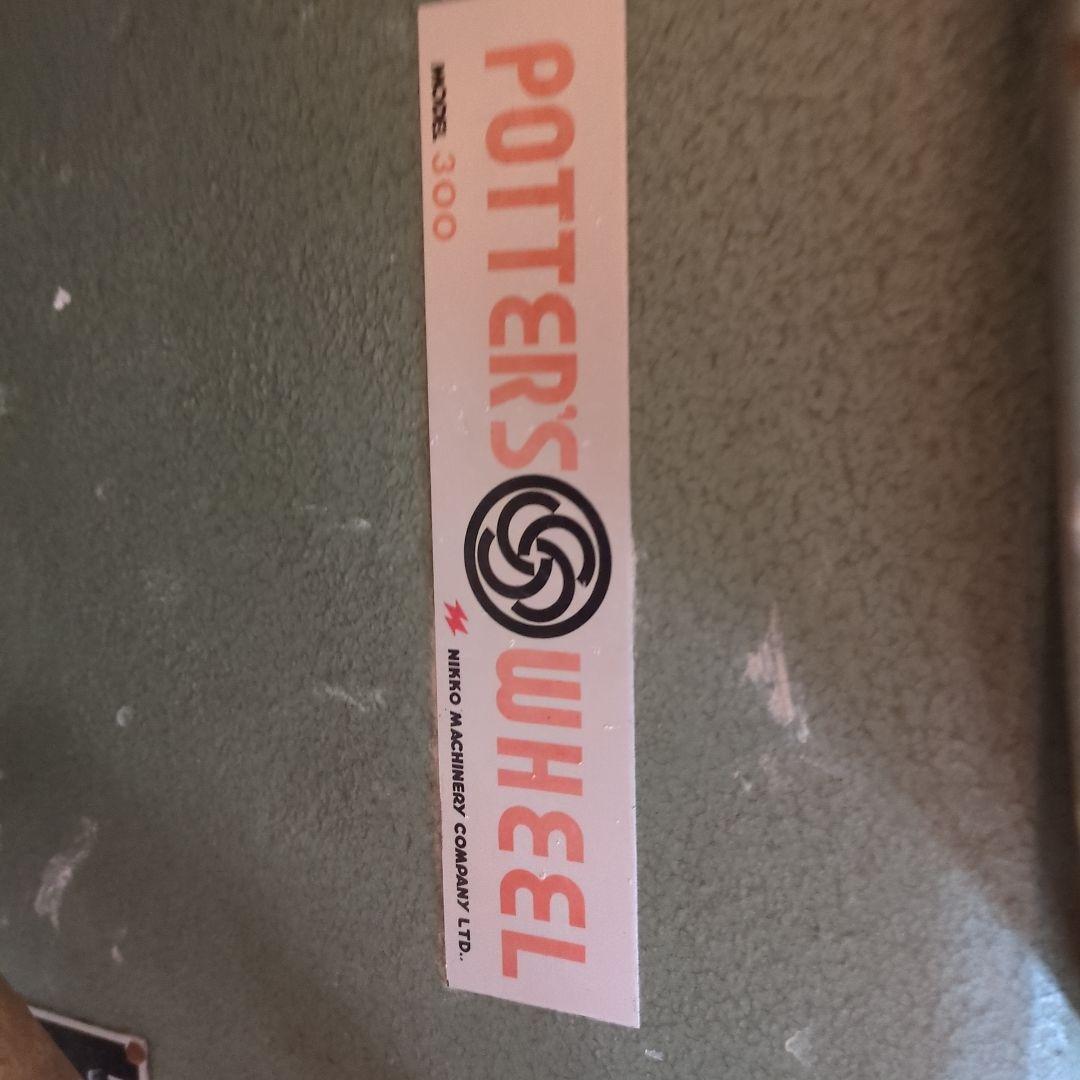 POTTER'S WHEEL
MODEL 300
NIKKO MACHINERY COMPANY LTD..